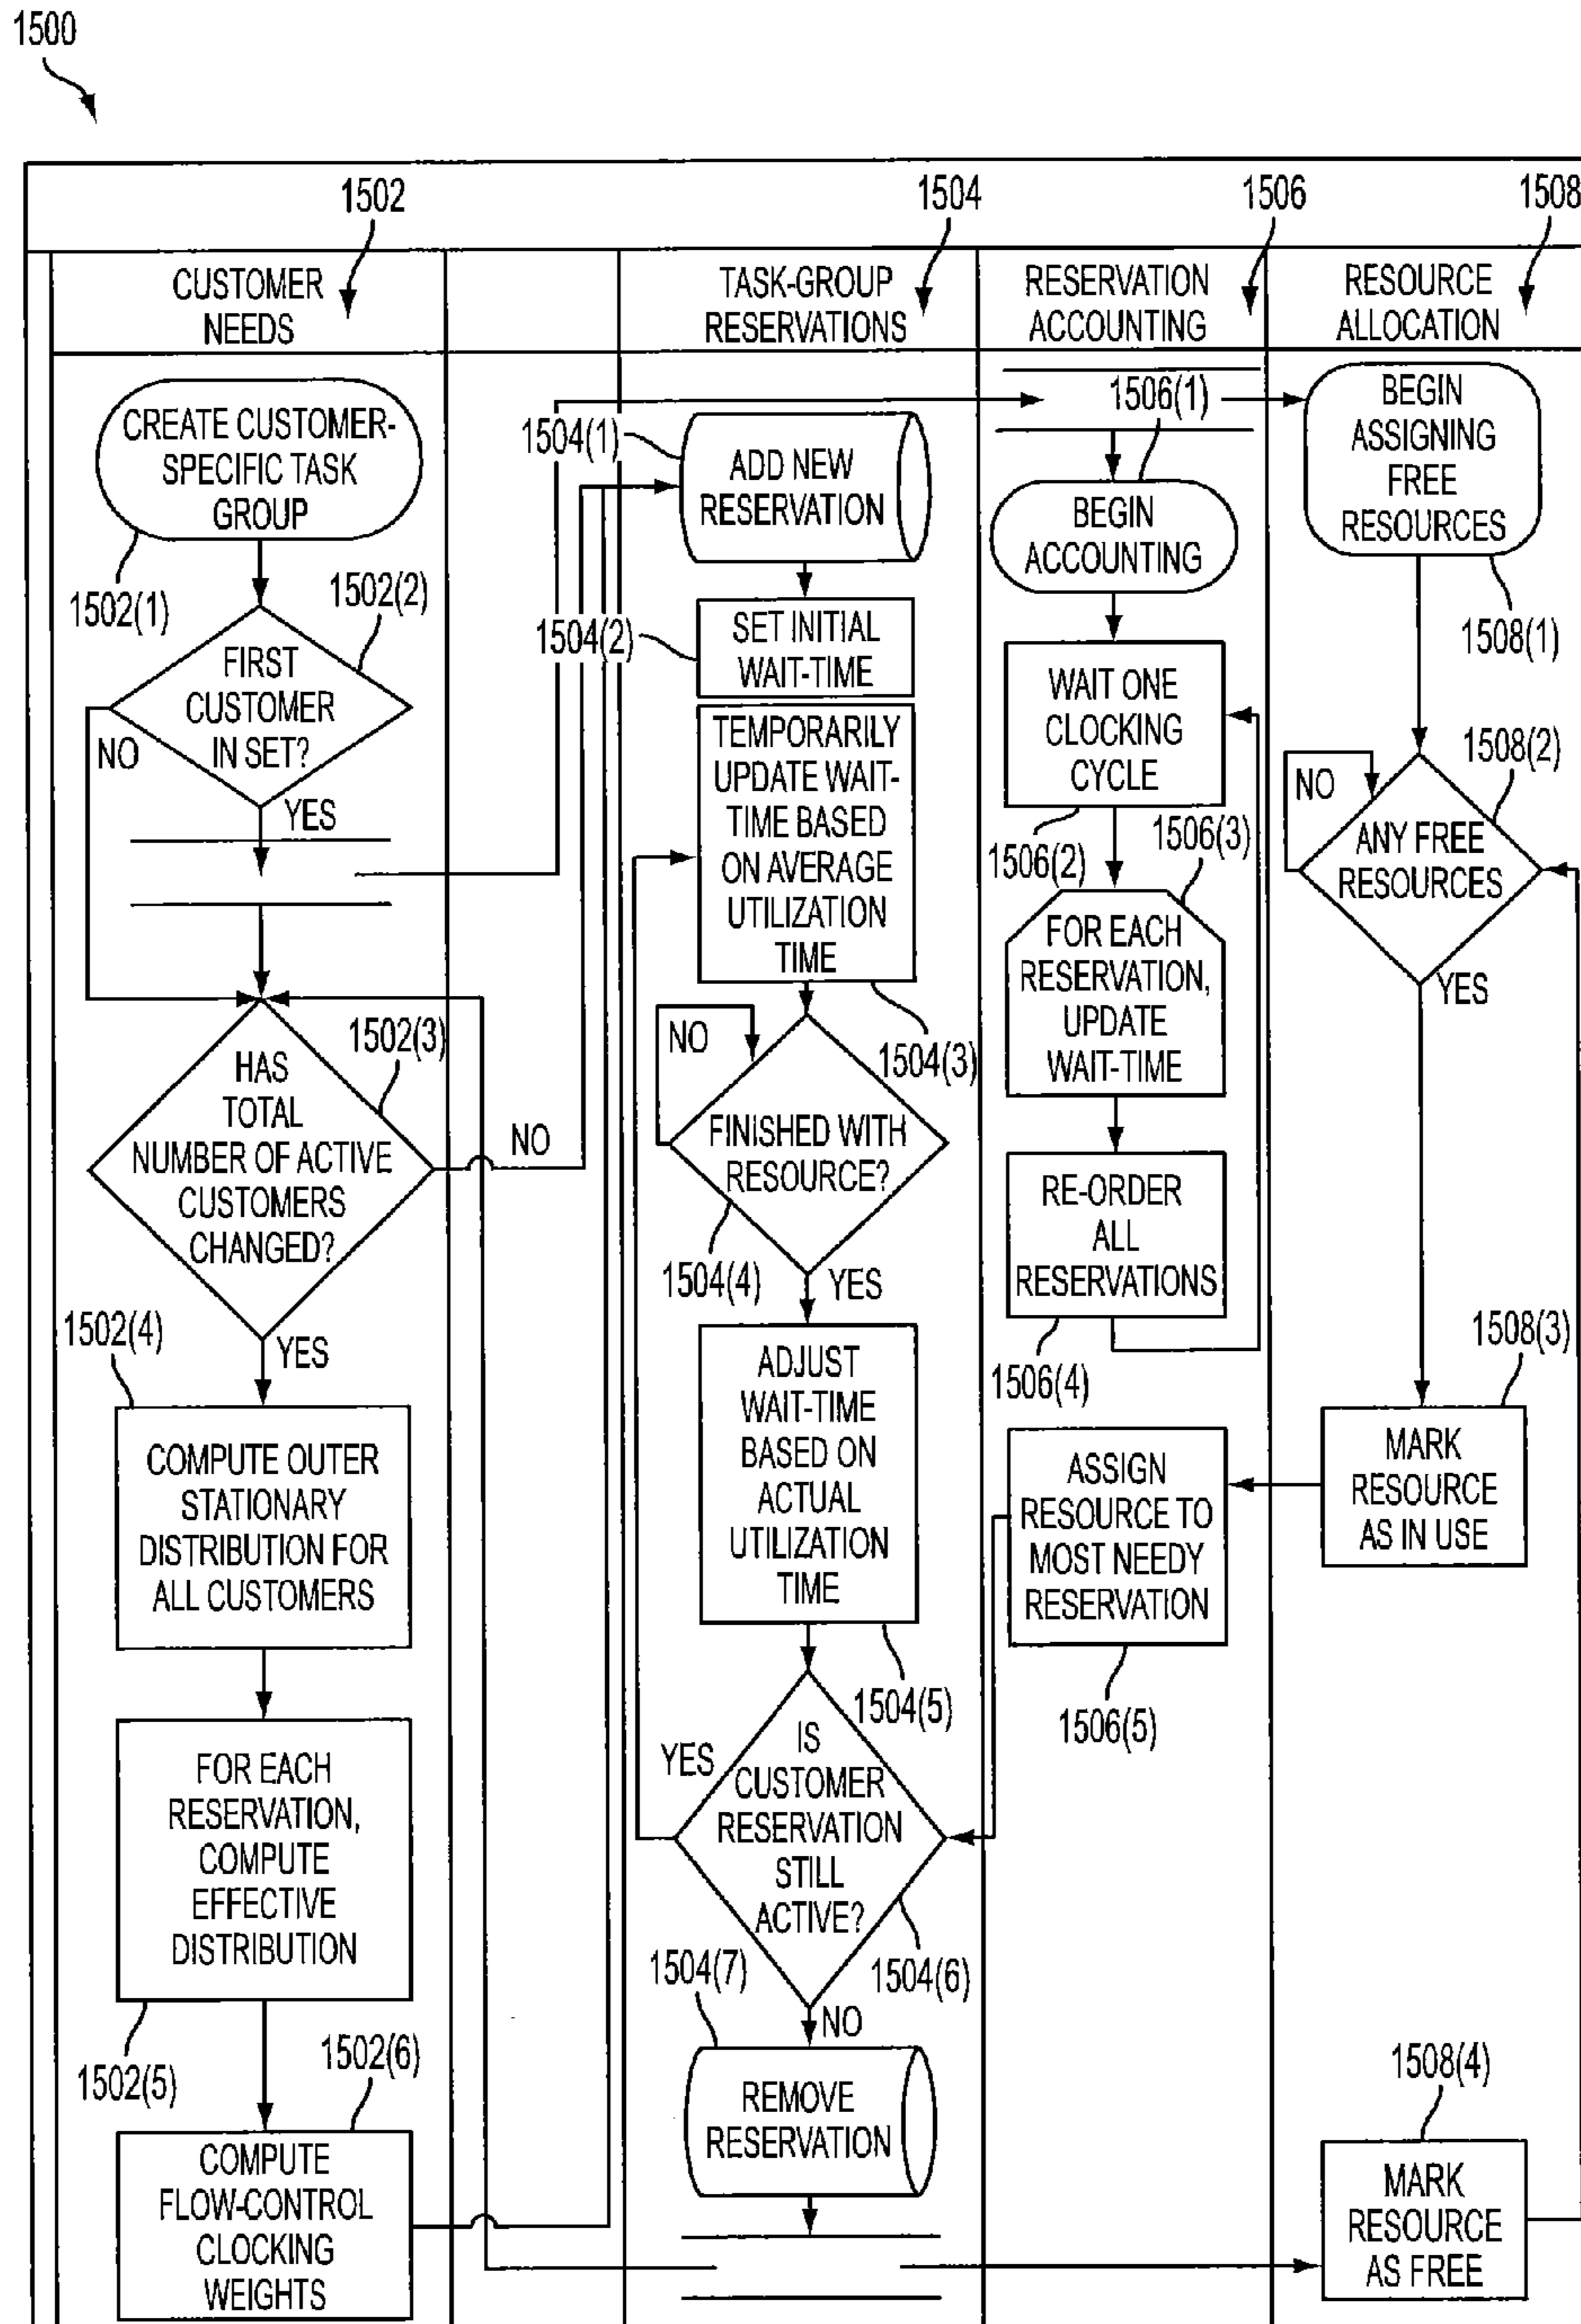 1500
1502
1504
1506
1508
CUSTOMER
NEEDS
TASK-GROUP
RESERVATIONS
RESERVATION
ACCOUNTING
RESOURCE
ALLOCATION
CREATE CUSTOMER-
SPECIFIC TASK
GROUP
1502(1)
1502(2)
FIRST
CUSTOMER
IN SET?
NO
YES
1502(3)
HAS
TOTAL
NUMBER OF ACTIVE
CUSTOMERS
CHANGED?
NO
YES
1502(4)
COMPUTE OUTER
STATIONARY
DISTRIBUTION FOR
ALL CUSTOMERS
FOR EACH
RESERVATION,
COMPUTE
EFFECTIVE
DISTRIBUTION
1502(5)
1502(6)
COMPUTE
FLOW-CONTROL
CLOCKING
WEIGHTS
1504(1)
ADD NEW
RESERVATION
1504(2)
SET INITIAL
WAIT-TIME
TEMPORARILY
UPDATE WAIT-
TIME BASED
ON AVERAGE
UTILIZATION
TIME
1504(3)
NO
FINISHED WITH
RESOURCE?
1504(4)
YES
ADJUST
WAIT-TIME
BASED ON
ACTUAL
UTILIZATION
TIME
1504(5)
YES
IS
CUSTOMER
RESERVATION
STILL
ACTIVE?
1504(6)
1504(7)
NO
REMOVE
RESERVATION
1506(1)
BEGIN
ACCOUNTING
WAIT ONE
CLOCKING
CYCLE
1506(2)
1506(3)
FOR EACH
RESERVATION,
UPDATE
WAIT-TIME
RE-ORDER
ALL
RESERVATIONS
1506(4)
ASSIGN
RESOURCE TO
MOST NEEDY
RESERVATION
1506(5)
BEGIN
ASSIGNING
FREE
RESOURCES
1508(1)
1508(2)
NO
ANY FREE
RESOURCES
YES
1508(3)
MARK
RESOURCE
AS IN USE
1508(4)
MARK
RESOURCE
AS FREE